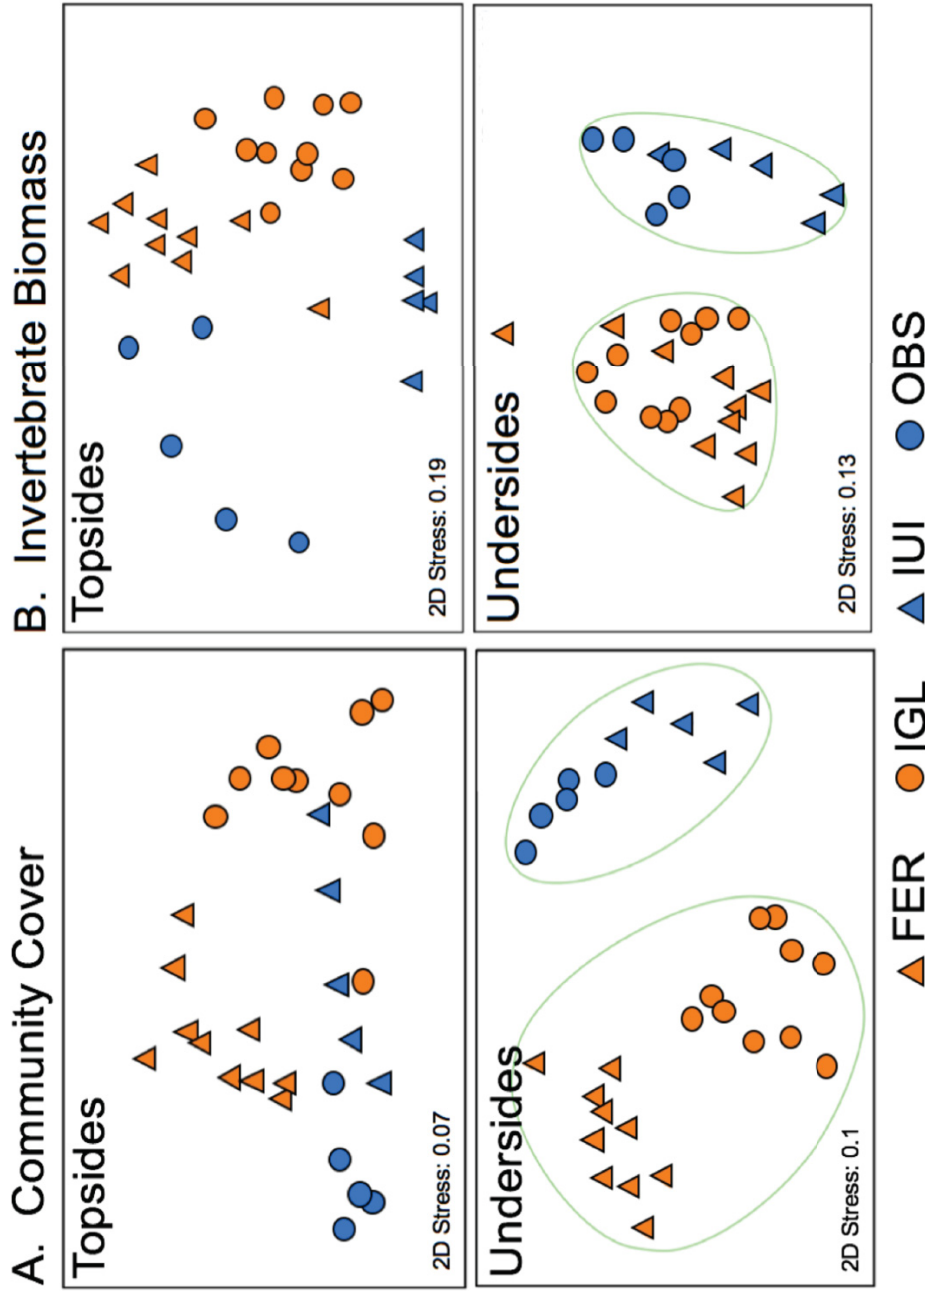 A. Community Cover
B. Invertebrate Biomass
Topsides
2D Stress: 0.07
Topsides
2D Stress: 0.19
Undersides
2D Stress: 0.1
Undersides
2D Stress: 0.13
FER IGL IUI OBS